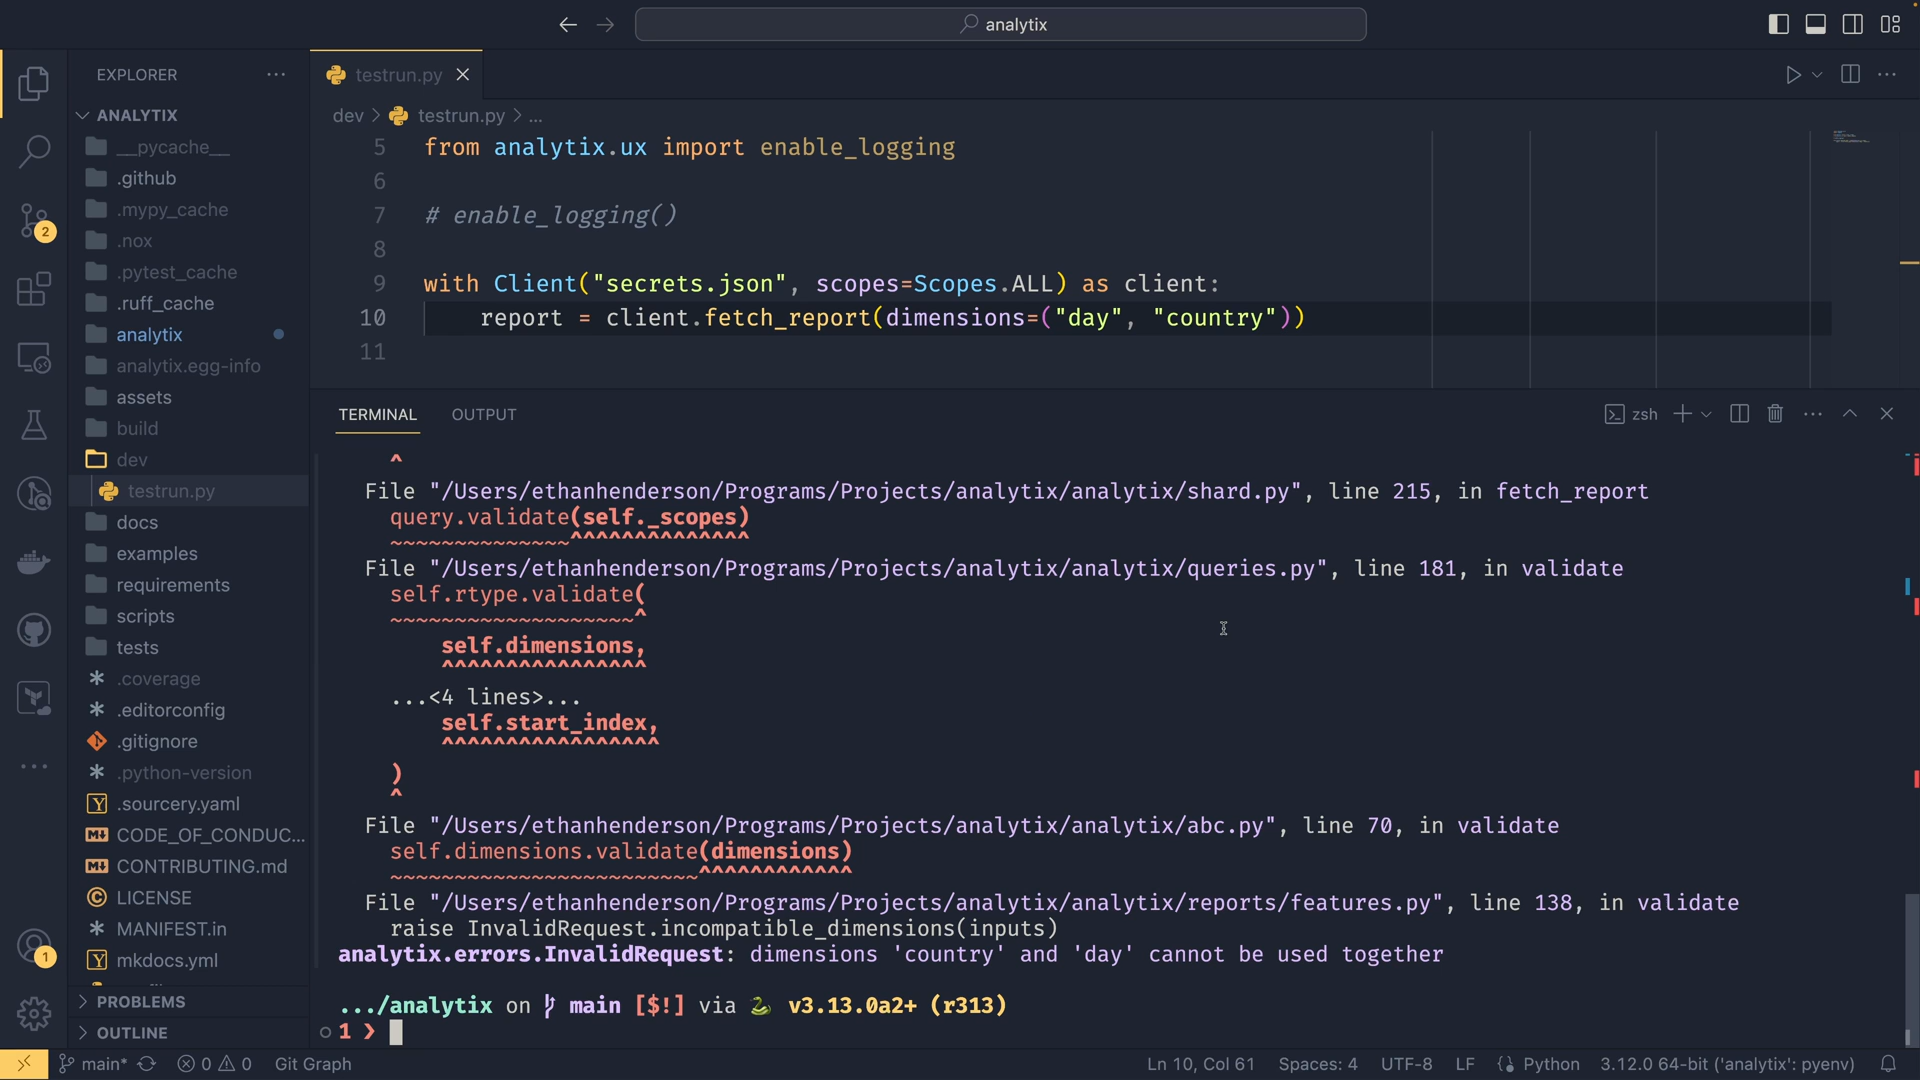 analytix
EXPLORER
testrun.py
ANALYTIX
dev > testrun.py > ...
__pycache__
.github
.mypy_cache
.nox
.pytest_cache
.ruff_cache
analytix
analytix.egg-info
assets
build
dev
testrun.py
docs
examples
requirements
scripts
tests
.coverage
.editorconfig
.gitignore
.python-version
.sourcery.yaml
CODE_OF_CONDUC...
CONTRIBUTING.md
LICENSE
MANIFEST.in
mkdocs.yml
PROBLEMS
OUTLINE
2
1
5 from analytix.ux import enable_logging
6
7 # enable_logging()
8
9 with Client("secrets.json", scopes=Scopes.ALL) as client:
10     report = client.fetch_report(dimensions=("day", "country"))
11
TERMINAL OUTPUT zsh
^
File "/Users/ethanhenderson/Programs/Projects/analytix/analytix/shard.py", line 215, in fetch_report
query.validate(self._scopes)
~~~~~~~~~~~~~~^^^^^^^^^^^^^^
File "/Users/ethanhenderson/Programs/Projects/analytix/analytix/queries.py", line 181, in validate
self.rtype.validate(
~~~~~~~~~~~~~~~~~~~^
self.dimensions,
^^^^^^^^^^^^^^^^
...<4 lines>...
self.start_index,
^^^^^^^^^^^^^^^^^
)
^
File "/Users/ethanhenderson/Programs/Projects/analytix/analytix/abc.py", line 70, in validate
self.dimensions.validate(dimensions)
~~~~~~~~~~~~~~~~~~~~~~~~^^^^^^^^^^^^
File "/Users/ethanhenderson/Programs/Projects/analytix/analytix/reports/features.py", line 138, in validate
raise InvalidRequest.incompatible_dimensions(inputs)
analytix.errors.InvalidRequest: dimensions 'country' and 'day' cannot be used together
.../analytix on main [$!] via 🐍 v3.13.0a2+ (r313)
1 ❯
main* 0 0 Git Graph Ln 10, Col 61 Spaces: 4 UTF-8 LF Python 3.12.0 64-bit ('analytix': pyenv)